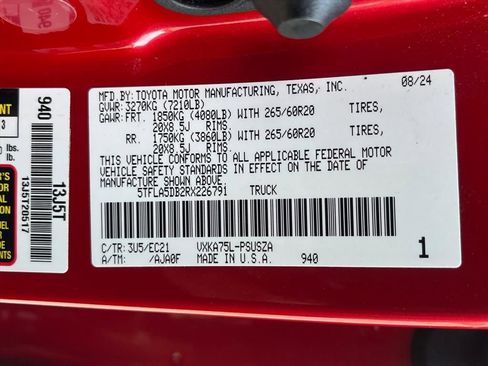 MFD. BY: TOYOTA MOTOR MANUFACTURING, TEXAS, INC. 08/24
GVWR: 3270KG (7210LB)
GAWR: FRT. 1850KG (4080LB) WITH 265/60R20 TIRES,
20X8.5J RIMS.
RR. 1750KG (3860LB) WITH 265/60R20 TIRES,
20X8.5J RIMS.
THIS VEHICLE CONFORMS TO ALL APPLICABLE FEDERAL MOTOR
VEHICLE SAFETY STANDARDS IN EFFECT ON THE DATE OF
MANUFACTURE SHOWN ABOVE.
5TFLA5DB2RX226791 TRUCK
C/TR: 3U5/EC21 VXKA75L-PSUSZA
A/TM: /AJA0F MADE IN U.S.A. 940 1
940 13J5T
13J5T20517
3
lbs.
lb.